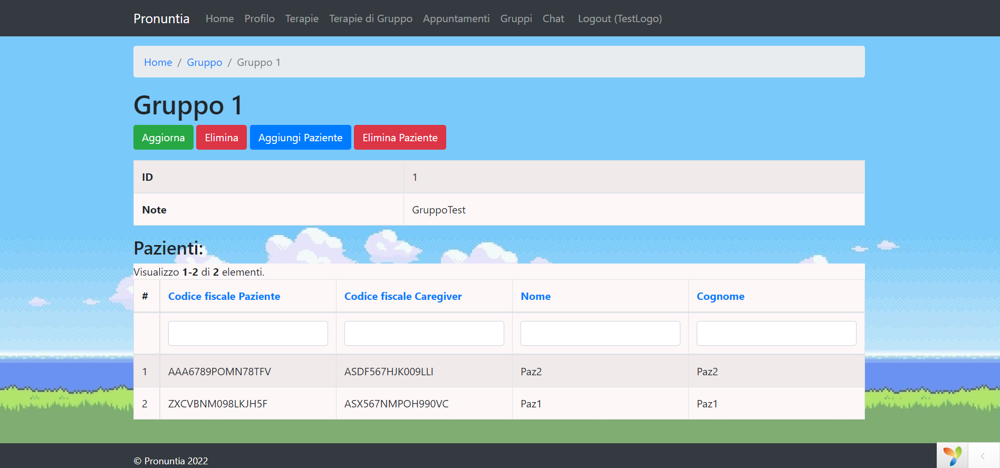 Pronuntia Home Profilo Terapie Terapie di Gruppo Appuntamenti Gruppi Chat Logout (TestLogo)
Home / Gruppo / Gruppo 1
Gruppo 1
Aggiorna Elimina Aggiungi Paziente Elimina Paziente
ID 1
Note GruppoTest
Pazienti:
Visualizzo 1-2 di 2 elementi.
# Codice fiscale Paziente Codice fiscale Caregiver Nome Cognome
1 AAA6789POMN78TFV ASDF567HJK009LLI Paz2 Paz2
2 ZXCVBNM098LKJH5F ASX567NMPOH990VC Paz1 Paz1
© Pronuntia 2022